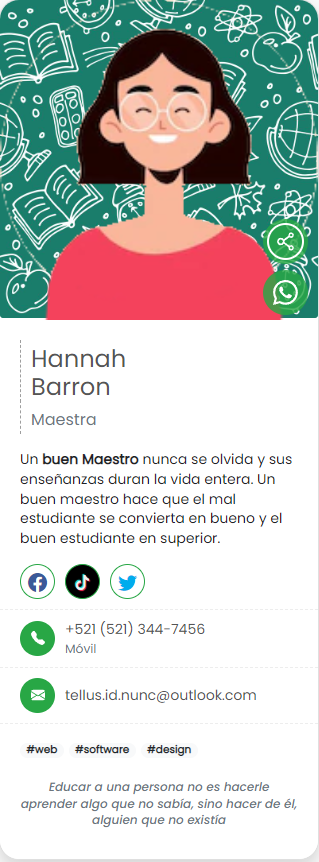 Hannah
Barron
Maestra
Un buen Maestro nunca se olvida y sus
enseñanzas duran la vida entera. Un
buen maestro hace que el mal
estudiante se convierta en bueno y el
buen estudiante en superior.
+521 (521) 344-7456
Móvil
tellus.id.nunc@outlook.com
#web #software #design
Educar a una persona no es hacerle
aprender algo que no sabía, sino hacer de él,
alguien que no existía